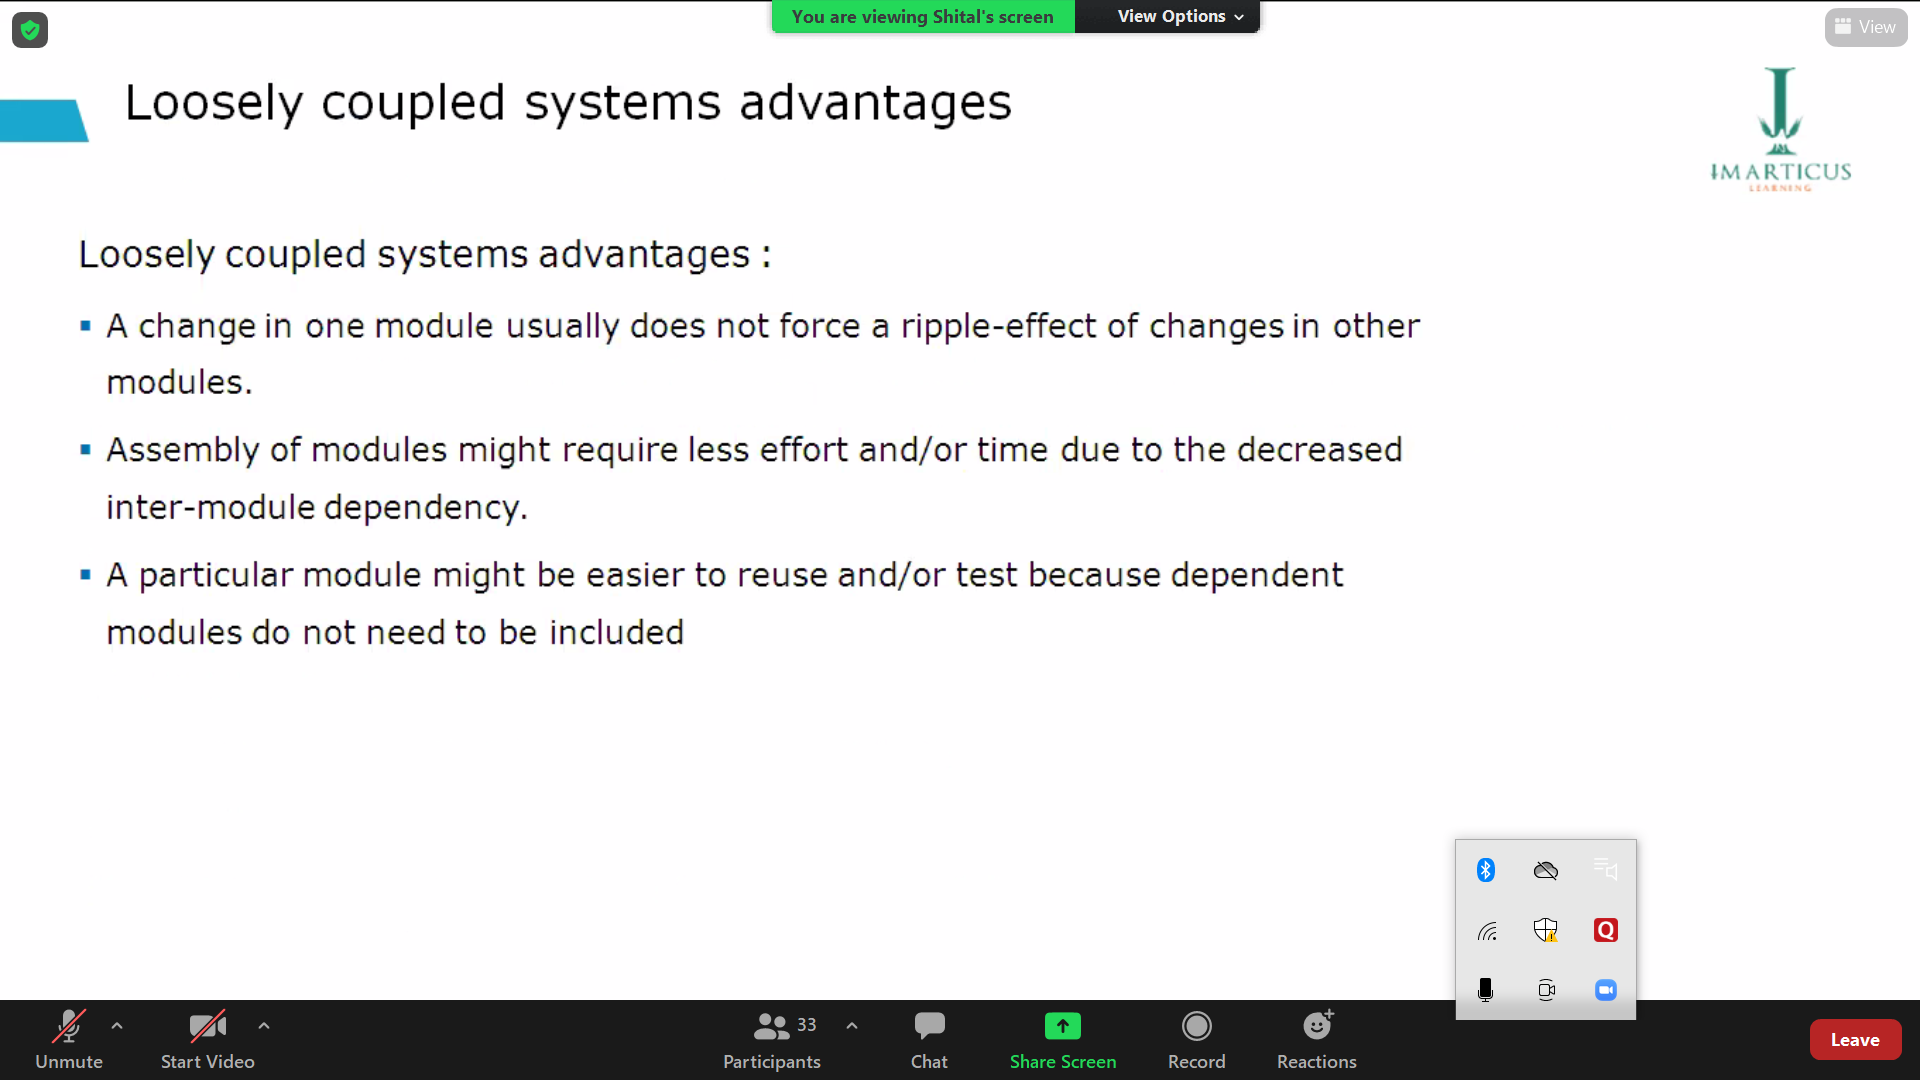 You are viewing Shital's screen
View Options
View
Loosely coupled systems advantages
IMARTICUS
LEARNING
Loosely coupled systems advantages :
▪ A change in one module usually does not force a ripple-effect of changes in other
modules.
▪ Assembly of modules might require less effort and/or time due to the decreased
inter-module dependency.
▪ A particular module might be easier to reuse and/or test because dependent
modules do not need to be included
Q
33
Unmute
Start Video
Participants
Chat
Share Screen
Record
Reactions
Leave